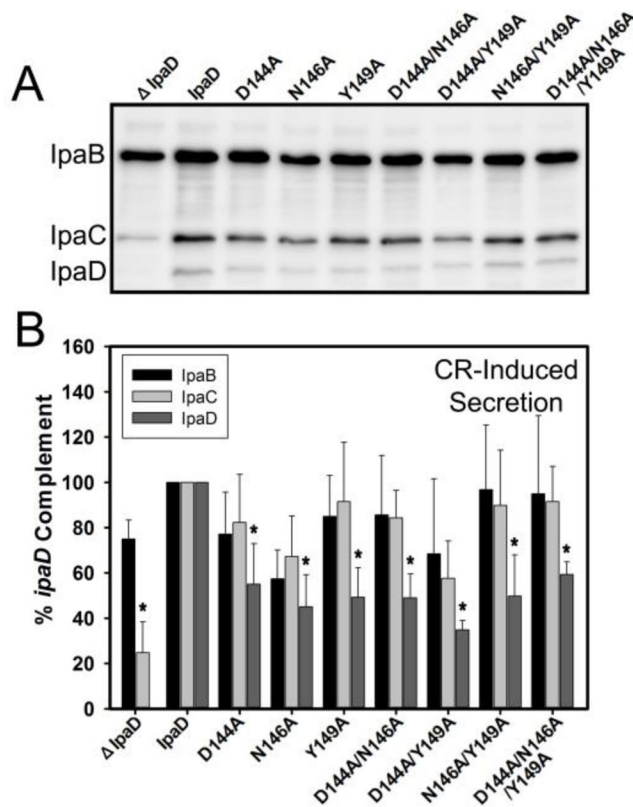 A
Δ IpaD
IpaD
D144A
N146A
Y149A
D144A/N146A
D144A/Y149A
N146A/Y149A
D144A/N146A
/Y149A
IpaB
IpaC
IpaD
B
160
140
120
100
80
60
40
20
0
% ipaD Complement
IpaB
IpaC
IpaD
CR-Induced
Secretion
*
*
*
*
*
*
*
*
Δ IpaD
IpaD
D144A
N146A
Y149A
D144A/N146A
D144A/Y149A
N146A/Y149A
D144A/N146A
/Y149A